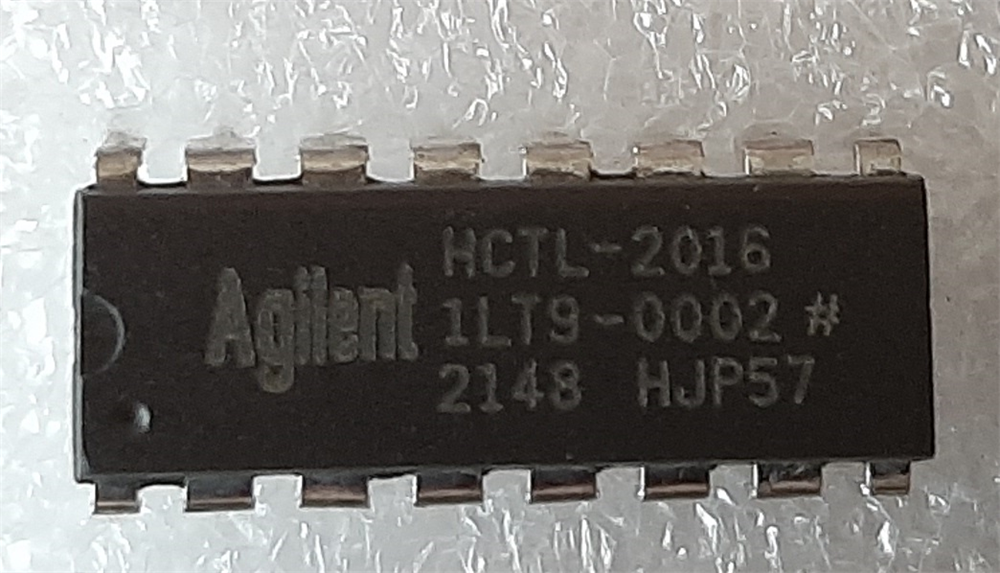 Agilent
HCTL-2016
1LT9-0002 #
2148 HJP57